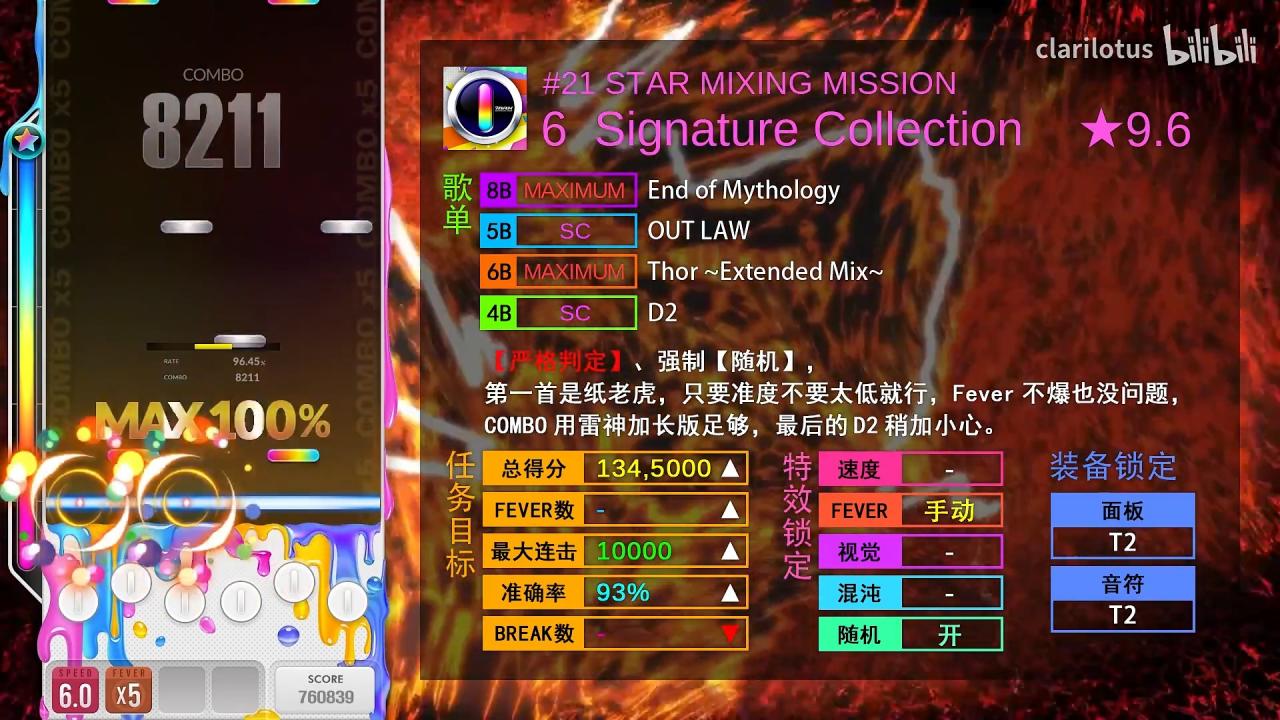 COMBO
8211
COMBO x5
COMBO x5
RATE 96.45%
COMBO 8211
MAX 100%
SPEED
6.0
FEVER
x5
SCORE
760839
clarilotus bilibili
#21 STAR MIXING MISSION
6 Signature Collection ★9.6
歌单
8B MAXIMUM End of Mythology
5B SC OUT LAW
6B MAXIMUM Thor ~Extended Mix~
4B SC D2
【严格判定】、强制【随机】，
第一首是纸老虎，只要准度不要太低就行，Fever 不爆也没问题，
COMBO 用雷神加长版足够，最后的 D2 稍加小心。
任务目标
总得分 134,5000 ▲
FEVER数 - ▲
最大连击 10000 ▲
准确率 93% ▲
BREAK数 - ▼
特效锁定
速度 -
FEVER 手动
视觉 -
混沌 -
随机 开
装备锁定
面板
T2
音符
T2